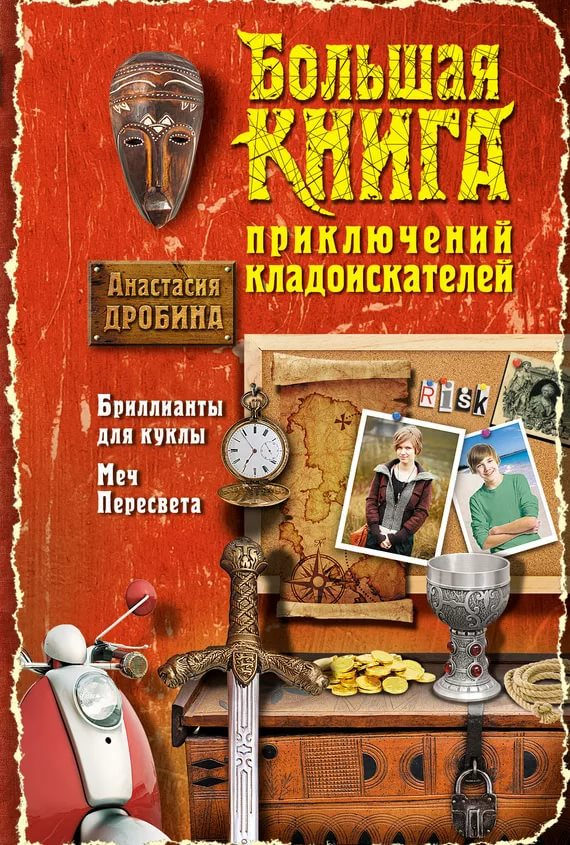 Большая
КНИГА
приключений
кладоискателей
Анастасия
ДРОБИНА
Бриллианты
для куклы
Меч
Пересвета
Risk